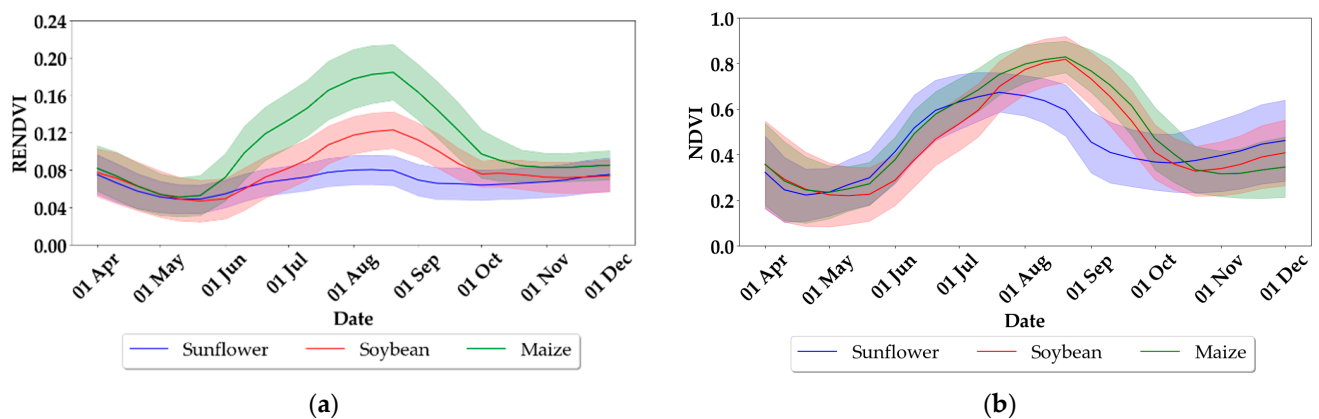 0.24
0.20
0.16
0.12
0.08
0.04
0.00
RENDVI
01 Apr
01 May
01 Jun
01 Jul
01 Aug
01 Sep
01 Oct
01 Nov
01 Dec
Date
Sunflower Soybean Maize
(a)
1.0
0.8
0.6
0.4
0.2
0.0
NDVI
01 Apr
01 May
01 Jun
01 Jul
01 Aug
01 Sep
01 Oct
01 Nov
01 Dec
Date
Sunflower Soybean Maize
(b)